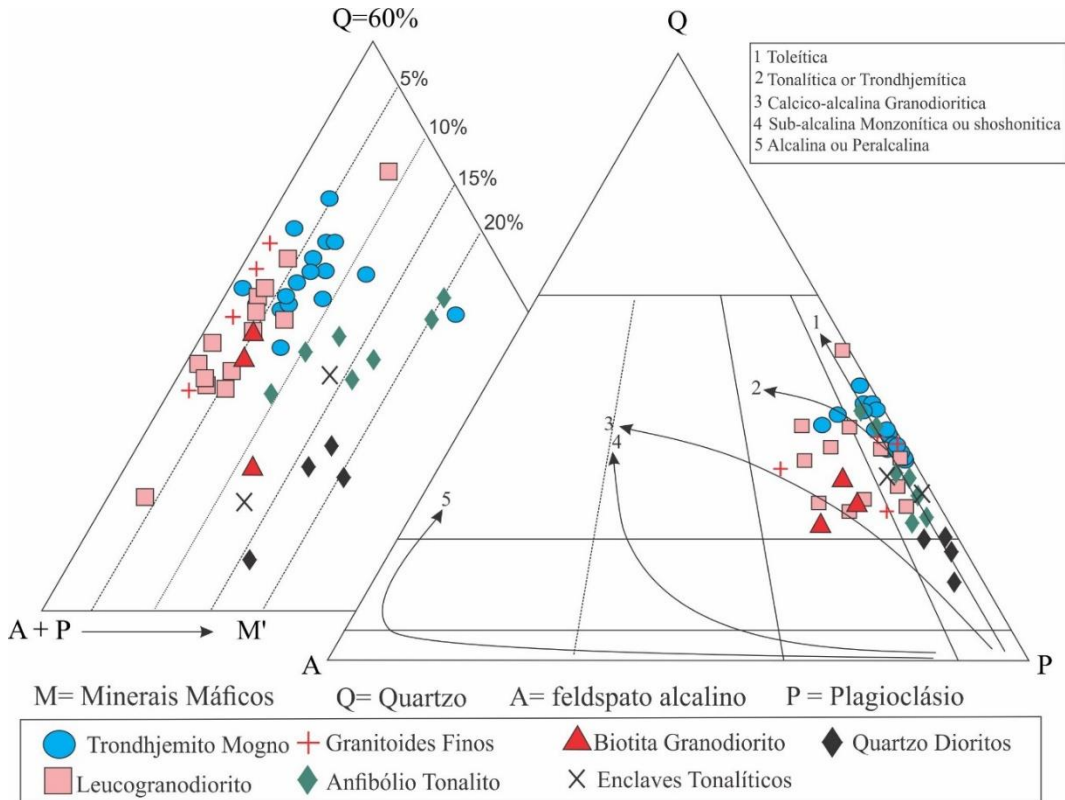 Q=60%
5%
10%
15%
20%
A + P
M'
Q
1 Toleítica
2 Tonalítica or Trondhjemítica
3 Calcico-alcalina Granodioritica
4 Sub-alcalina Monzonítica ou shoshonitica
5 Alcalina ou Peralcalina
1
2
3
4
5
A
P
M= Minerais Máficos
Q= Quartzo
A= feldspato alcalino
P = Plagioclásio
Trondhjemito Mogno
Granitoides Finos
Biotita Granodiorito
Quartzo Dioritos
Leucogranodiorito
Anfibólio Tonalito
Enclaves Tonalíticos